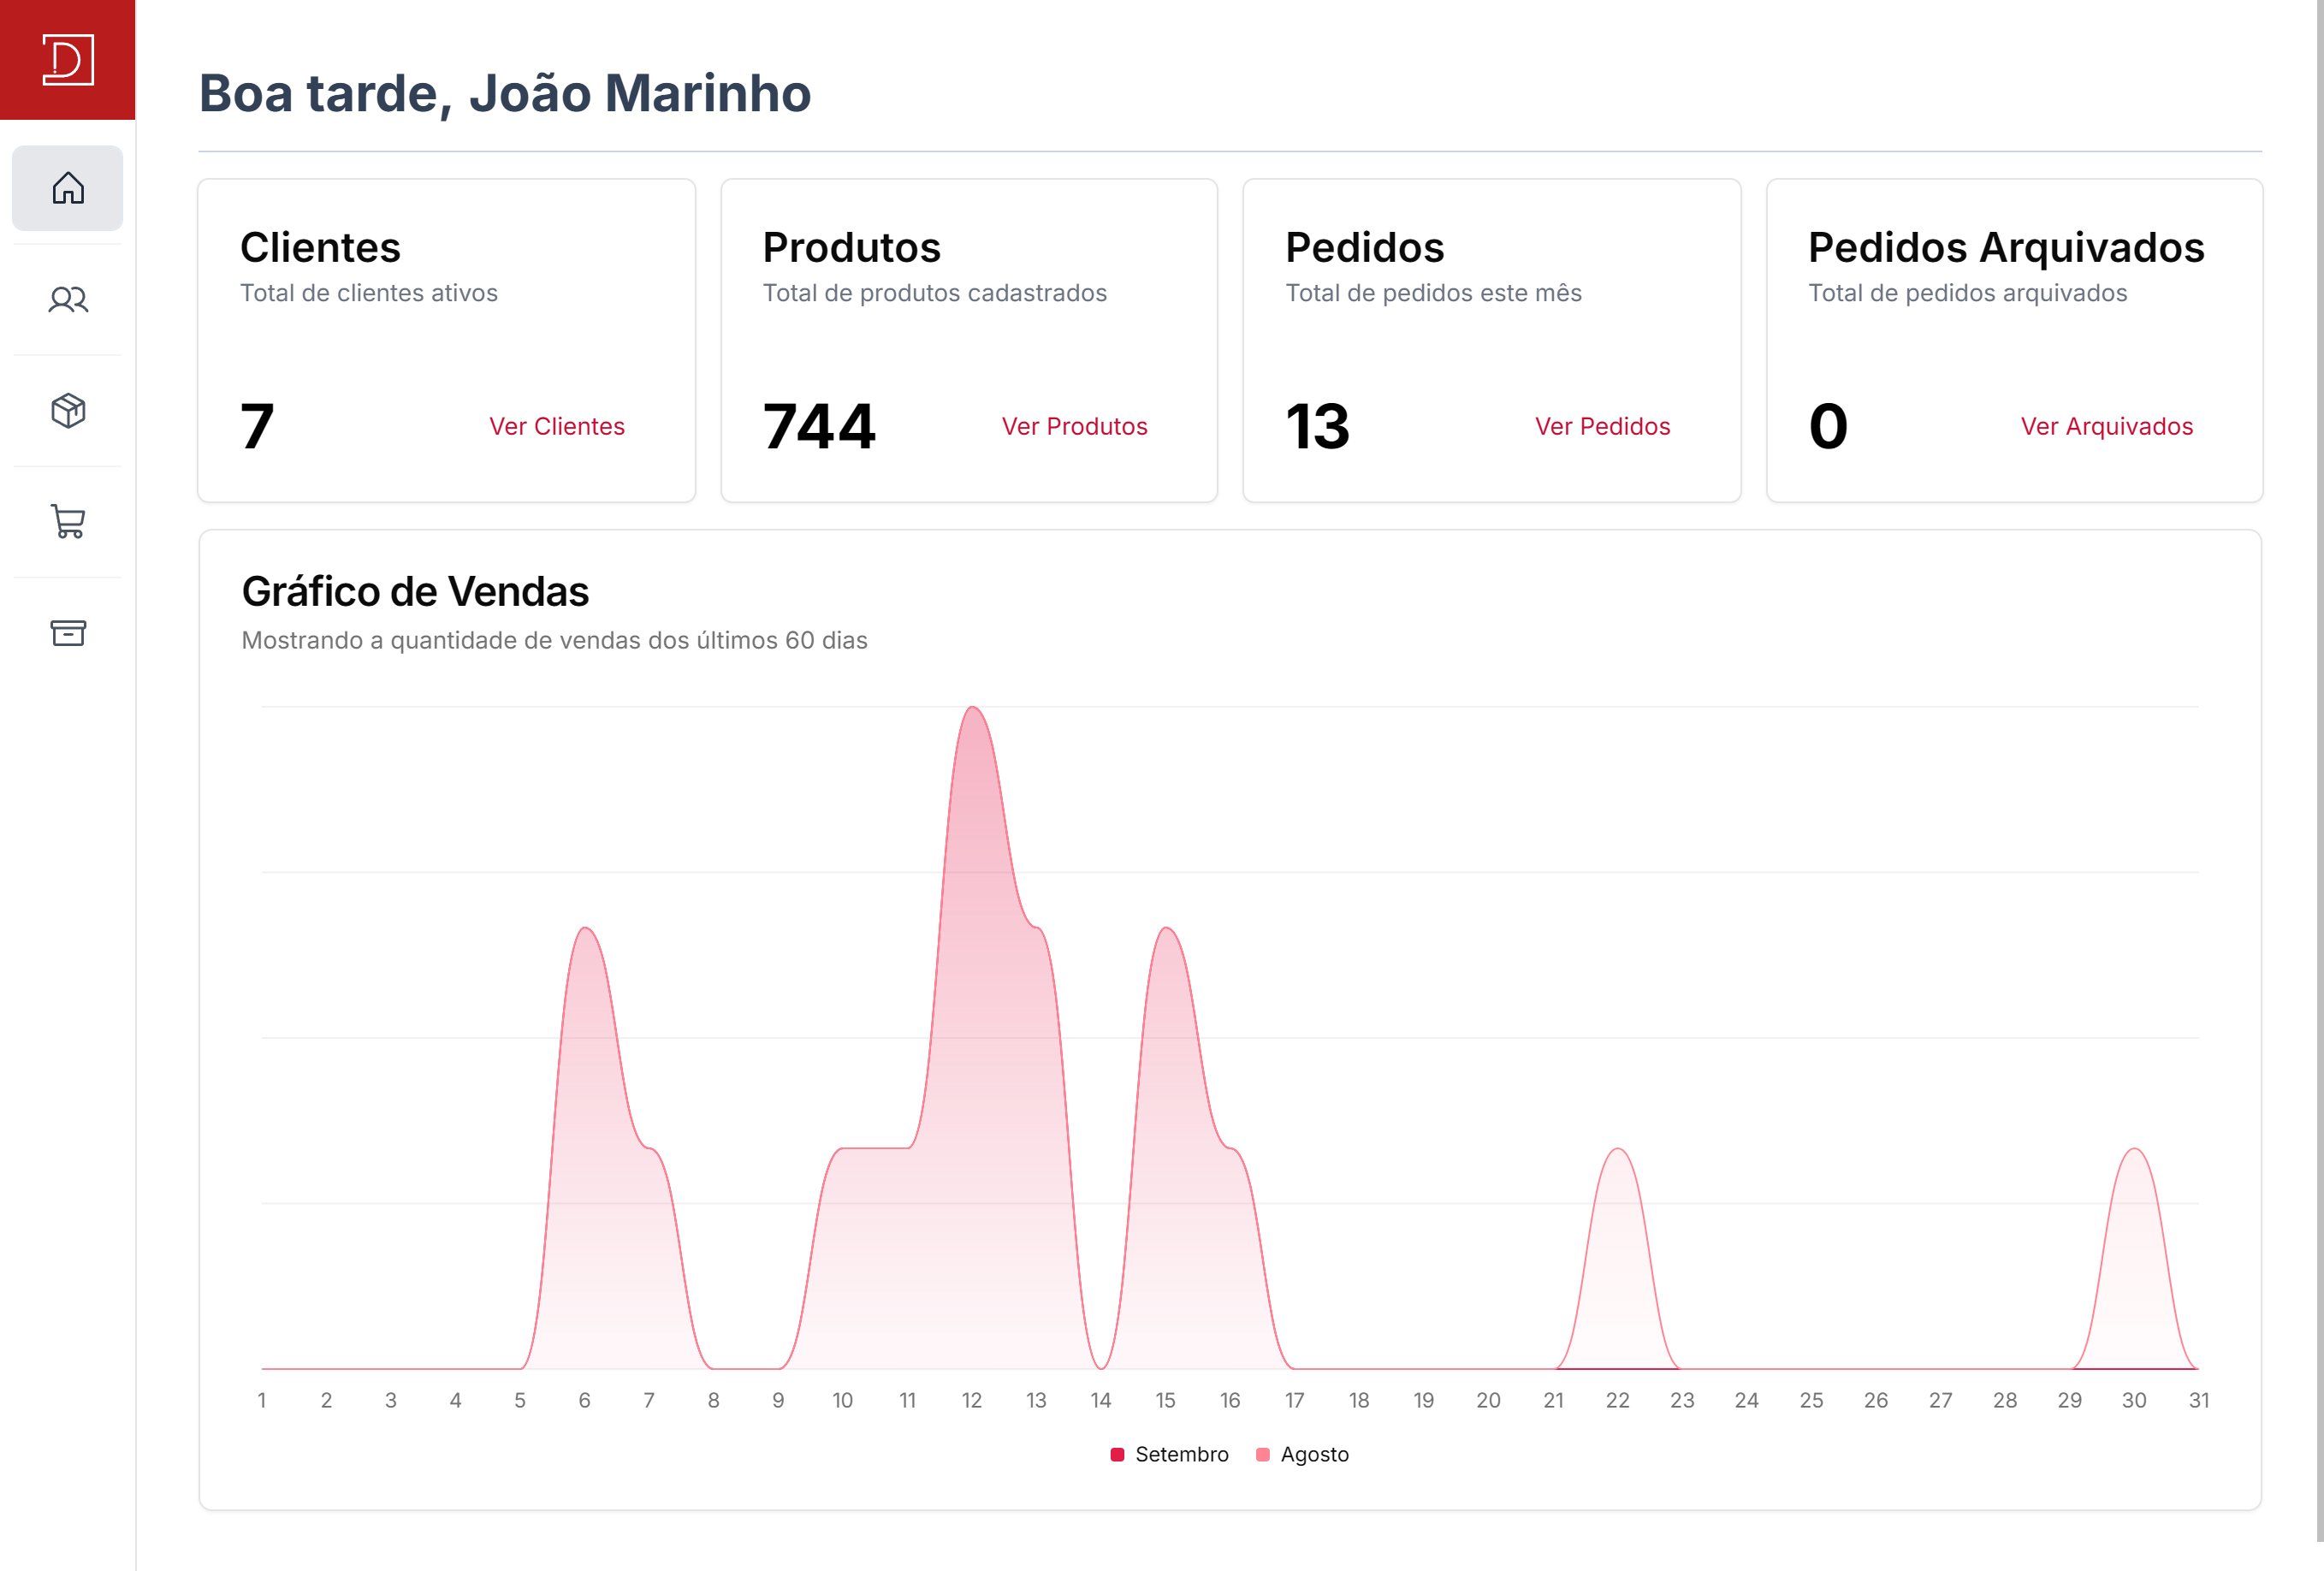 Boa tarde, João Marinho
Clientes
Total de clientes ativos
7
Ver Clientes
Produtos
Total de produtos cadastrados
744
Ver Produtos
Pedidos
Total de pedidos este mês
13
Ver Pedidos
Pedidos Arquivados
Total de pedidos arquivados
0
Ver Arquivados
Gráfico de Vendas
Mostrando a quantidade de vendas dos últimos 60 dias
1 2 3 4 5 6 7 8 9 10 11 12 13 14 15 16 17 18 19 20 21 22 23 24 25 26 27 28 29 30 31
Setembro Agosto